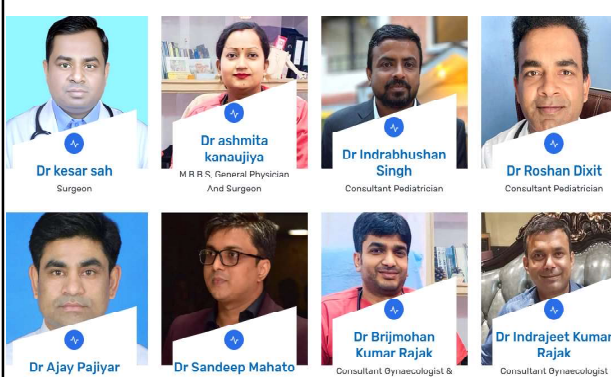 Dr kesar sah
Surgeon
Dr ashmita
kanaujiya
M.B.B.S, General Physician
And Surgeon
Dr Indrabhushan
Singh
Consultant Pediatrician
Dr Roshan Dixit
Consultant Pediatrician
Dr Ajay Pajiyar
Dr Sandeep Mahato
Dr Brijmohan
Kumar Rajak
Consultant Gynaecologist &
Dr Indrajeet Kumar
Rajak
Consultant Gynaecologist